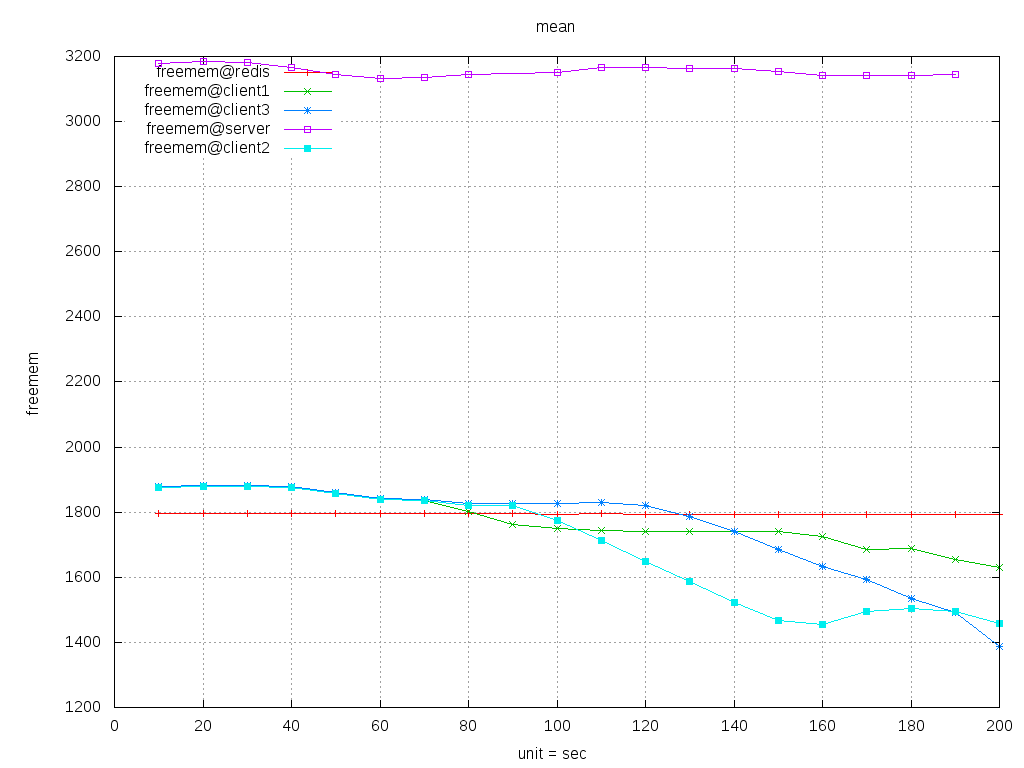 mean
3200
3000
2800
2600
2400
2200
2000
1800
1600
1400
1200
freemem@redis
freemem@client1
freemem@client3
freemem@server
freemem@client2
freemem
0 20 40 60 80 100 120 140 160 180 200
unit = sec